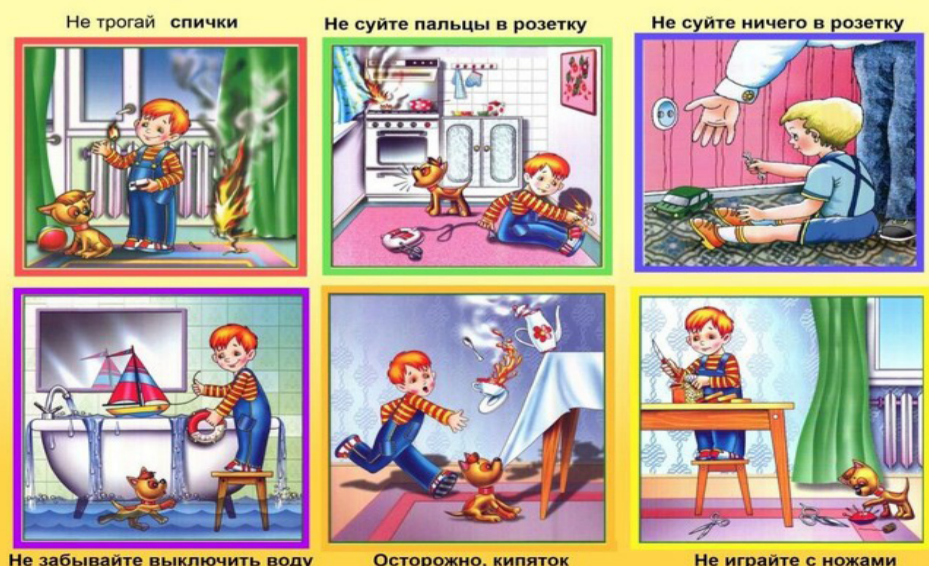 Не трогай спички
Не суйте пальцы в розетку
Не суйте ничего в розетку
Не забывайте выключить воду
Осторожно, кипяток
Не играйте с ножами